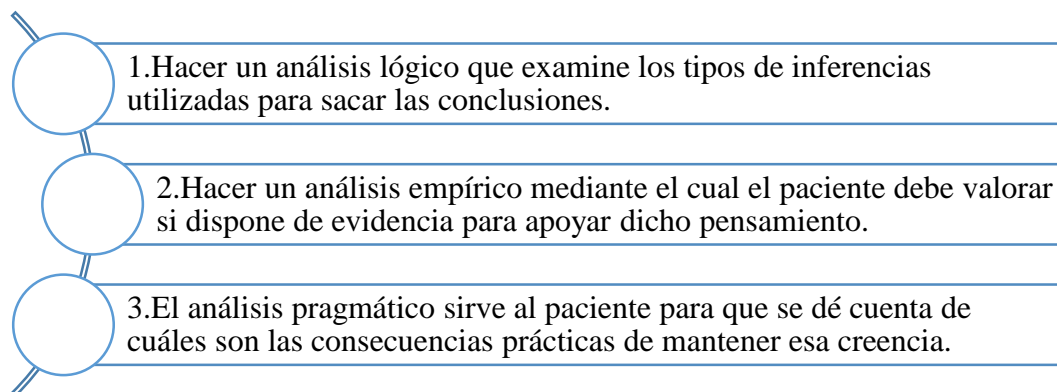 1.Hacer un análisis lógico que examine los tipos de inferencias
utilizadas para sacar las conclusiones.
2.Hacer un análisis empírico mediante el cual el paciente debe valorar
si dispone de evidencia para apoyar dicho pensamiento.
3.El análisis pragmático sirve al paciente para que se dé cuenta de
cuáles son las consecuencias prácticas de mantener esa creencia.